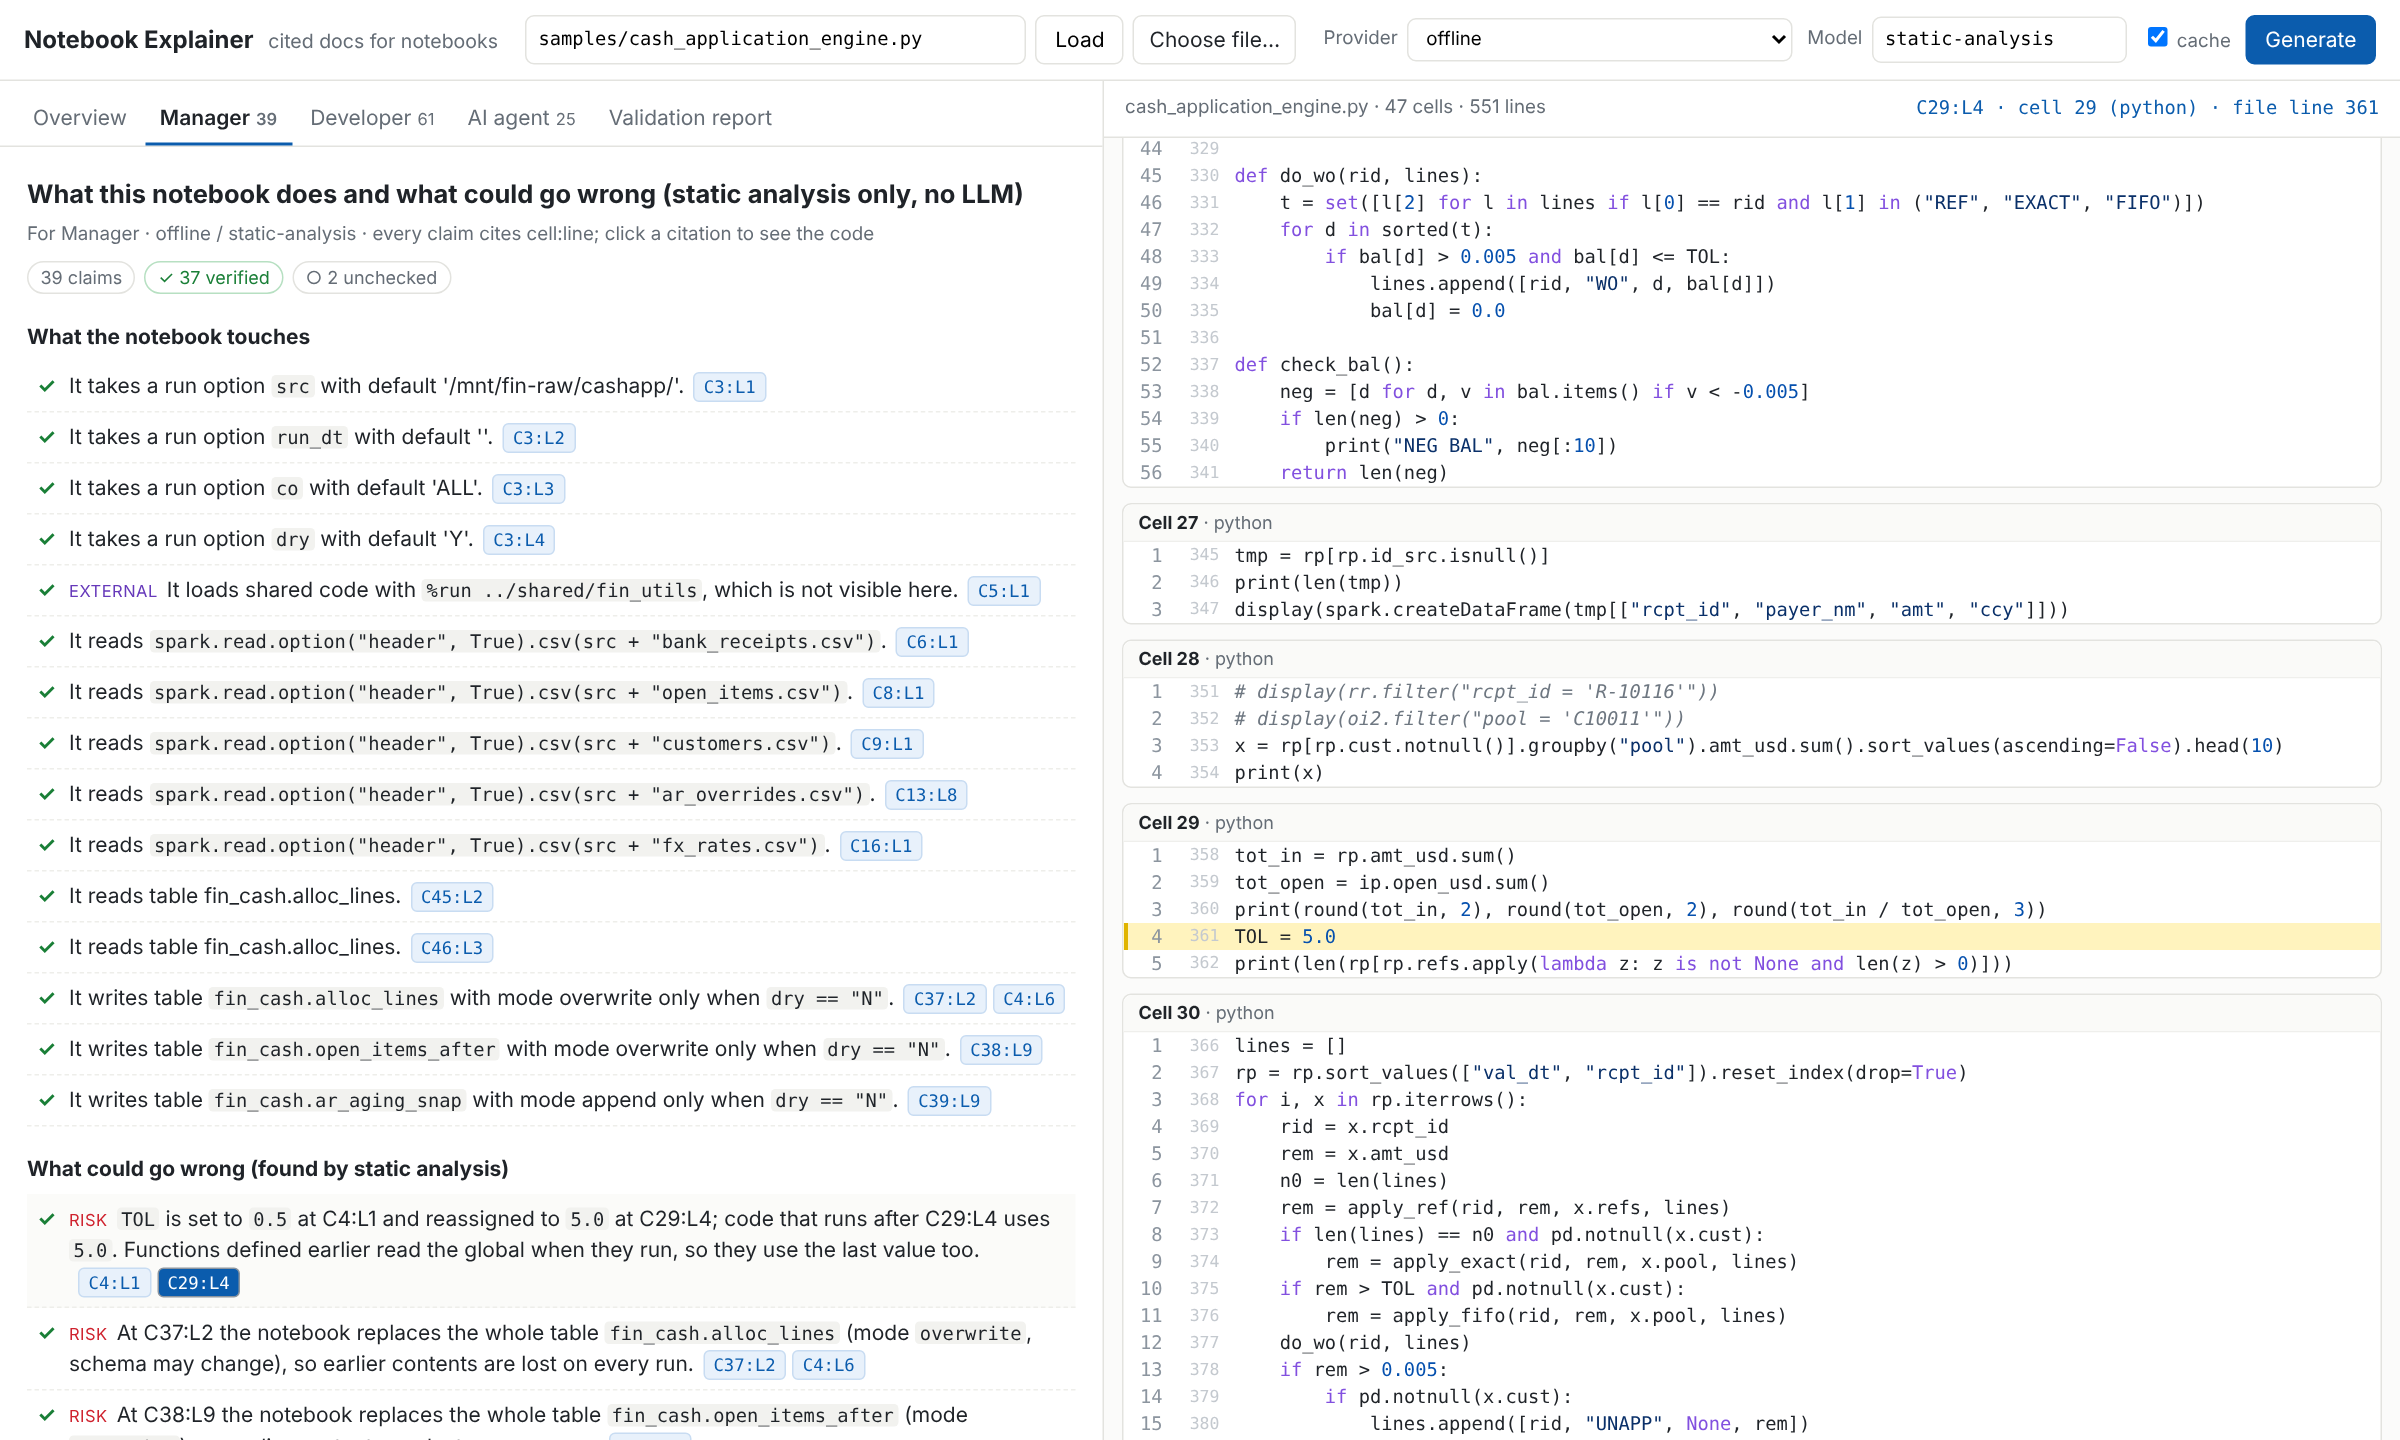 Notebook Explainer cited docs for notebooks samples/cash_application_engine.py Load Choose file... Provider offline Model static-analysis cache Generate
Overview Manager 39 Developer 61 AI agent 25 Validation report
What this notebook does and what could go wrong (static analysis only, no LLM)
For Manager · offline / static-analysis · every claim cites cell:line; click a citation to see the code
39 claims ✓ 37 verified ○ 2 unchecked
What the notebook touches
✓ It takes a run option src with default '/mnt/fin-raw/cashapp/'. C3:L1
✓ It takes a run option run_dt with default ''. C3:L2
✓ It takes a run option co with default 'ALL'. C3:L3
✓ It takes a run option dry with default 'Y'. C3:L4
✓ EXTERNAL It loads shared code with %run ../shared/fin_utils, which is not visible here. C5:L1
✓ It reads spark.read.option("header", True).csv(src + "bank_receipts.csv"). C6:L1
✓ It reads spark.read.option("header", True).csv(src + "open_items.csv"). C8:L1
✓ It reads spark.read.option("header", True).csv(src + "customers.csv"). C9:L1
✓ It reads spark.read.option("header", True).csv(src + "ar_overrides.csv"). C13:L8
✓ It reads spark.read.option("header", True).csv(src + "fx_rates.csv"). C16:L1
✓ It reads table fin_cash.alloc_lines. C45:L2
✓ It reads table fin_cash.alloc_lines. C46:L3
✓ It writes table fin_cash.alloc_lines with mode overwrite only when dry == "N". C37:L2 C4:L6
✓ It writes table fin_cash.open_items_after with mode overwrite only when dry == "N". C38:L9
✓ It writes table fin_cash.ar_aging_snap with mode append only when dry == "N". C39:L9
What could go wrong (found by static analysis)
✓ RISK TOL is set to 0.5 at C4:L1 and reassigned to 5.0 at C29:L4; code that runs after C29:L4 uses
5.0. Functions defined earlier read the global when they run, so they use the last value too.
C4:L1 C29:L4
✓ RISK At C37:L2 the notebook replaces the whole table fin_cash.alloc_lines (mode overwrite,
schema may change), so earlier contents are lost on every run. C37:L2 C4:L6
✓ RISK At C38:L9 the notebook replaces the whole table fin_cash.open_items_after (mode
cash_application_engine.py · 47 cells · 551 lines C29:L4 · cell 29 (python) · file line 361
44 329
45 330 def do_wo(rid, lines):
46 331 t = set([l[2] for l in lines if l[0] == rid and l[1] in ("REF", "EXACT", "FIFO")])
47 332 for d in sorted(t):
48 333 if bal[d] > 0.005 and bal[d] <= TOL:
49 334 lines.append([rid, "WO", d, bal[d]])
50 335 bal[d] = 0.0
51 336
52 337 def check_bal():
53 338 neg = [d for d, v in bal.items() if v < -0.005]
54 339 if len(neg) > 0:
55 340 print("NEG BAL", neg[:10])
56 341 return len(neg)
Cell 27 · python
1 345 tmp = rp[rp.id_src.isnull()]
2 346 print(len(tmp))
3 347 display(spark.createDataFrame(tmp[["rcpt_id", "payer_nm", "amt", "ccy"]]))
Cell 28 · python
1 351 # display(rr.filter("rcpt_id = 'R-10116'"))
2 352 # display(oi2.filter("pool = 'C10011'"))
3 353 x = rp[rp.cust.notnull()].groupby("pool").amt_usd.sum().sort_values(ascending=False).head(10)
4 354 print(x)
Cell 29 · python
1 358 tot_in = rp.amt_usd.sum()
2 359 tot_open = ip.open_usd.sum()
3 360 print(round(tot_in, 2), round(tot_open, 2), round(tot_in / tot_open, 3))
4 361 TOL = 5.0
5 362 print(len(rp[rp.refs.apply(lambda z: z is not None and len(z) > 0)]))
Cell 30 · python
1 366 lines = []
2 367 rp = rp.sort_values(["val_dt", "rcpt_id"]).reset_index(drop=True)
3 368 for i, x in rp.iterrows():
4 369 rid = x.rcpt_id
5 370 rem = x.amt_usd
6 371 n0 = len(lines)
7 372 rem = apply_ref(rid, rem, x.refs, lines)
8 373 if len(lines) == n0 and pd.notnull(x.cust):
9 374 rem = apply_exact(rid, rem, x.pool, lines)
10 375 if rem > TOL and pd.notnull(x.cust):
11 376 rem = apply_fifo(rid, rem, x.pool, lines)
12 377 do_wo(rid, lines)
13 378 if rem > 0.005:
14 379 if pd.notnull(x.cust):
15 380 lines.append([rid, "UNAPP", None, rem])